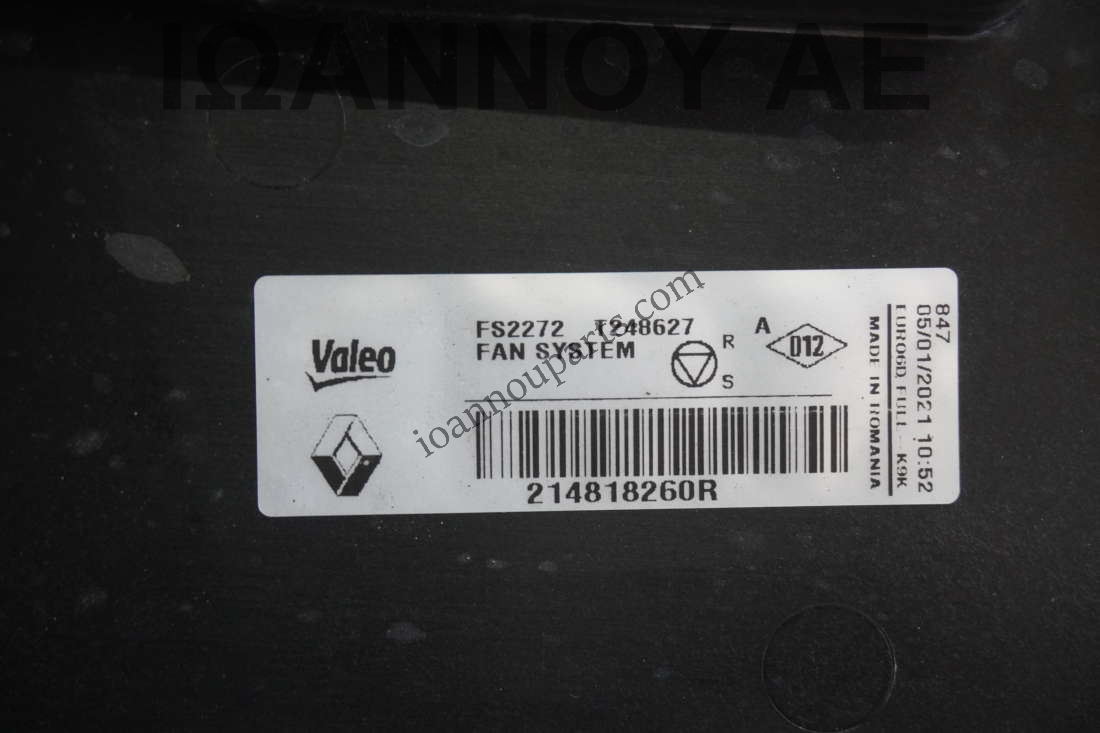 ΙΩΑΝΝΟΥ ΑΕ
Valeo
FS2272 T248627
FAN SYSTEM
R
S
A
D12
214818260R
847
05/01/2021 10:52
EURO6D FULL - K9K
MADE IN ROMANIA
ioannouparts.com